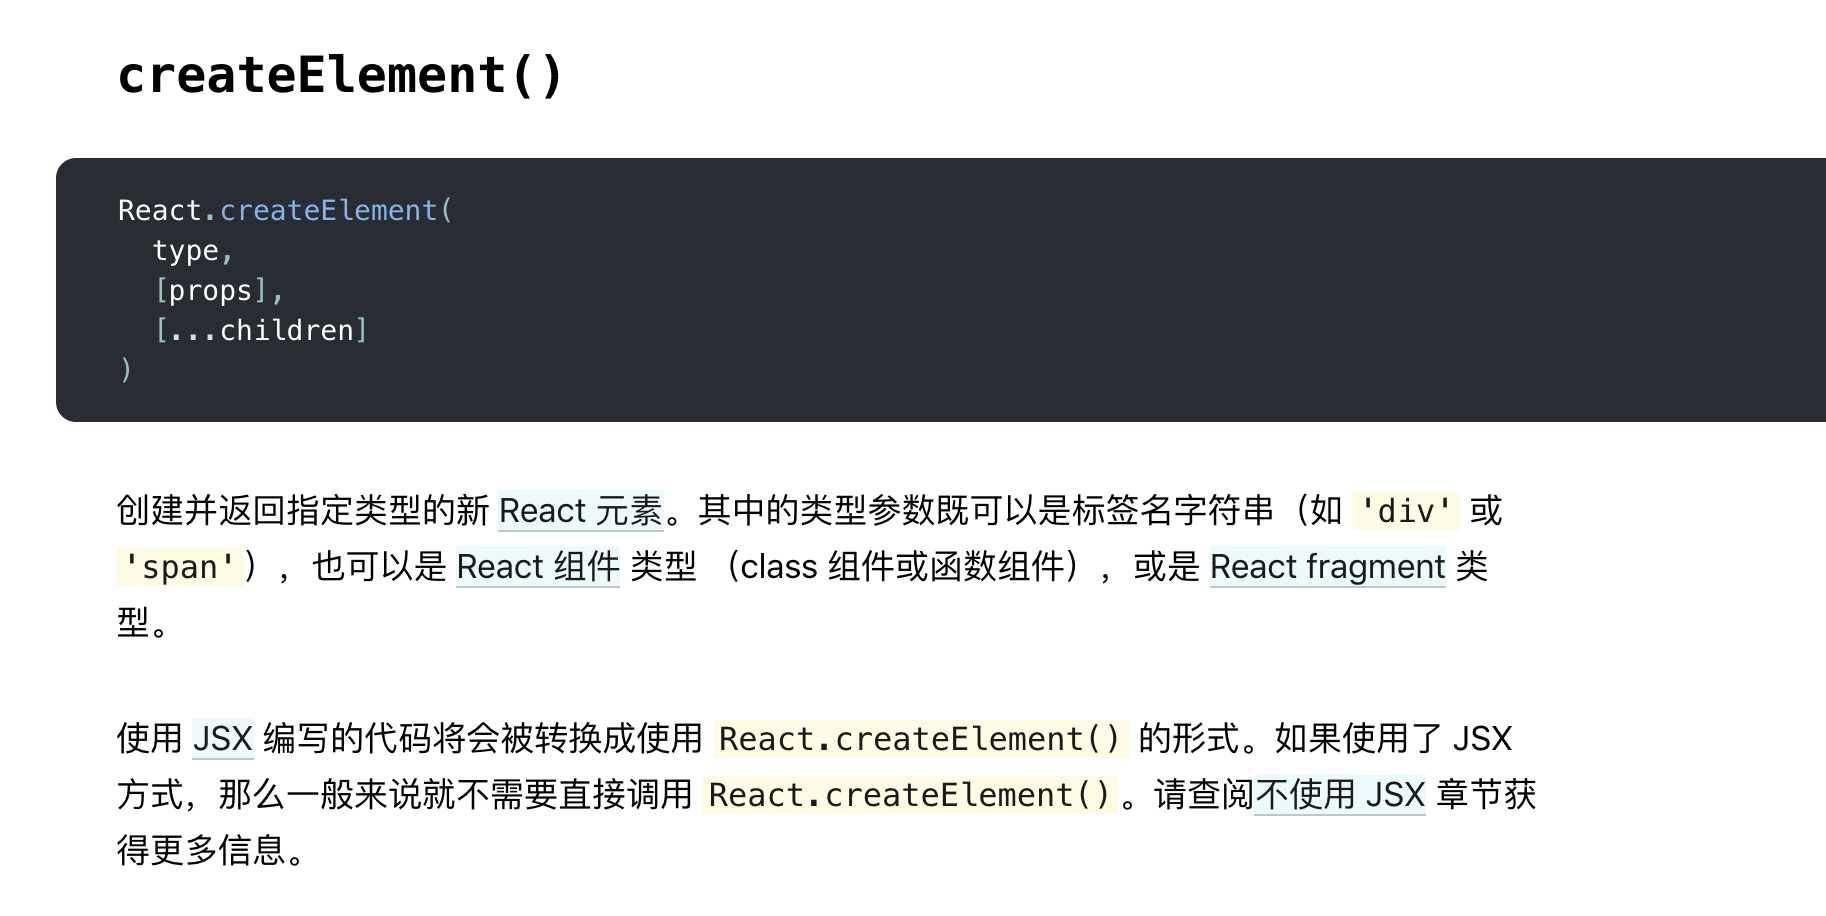 createElement()
React.createElement(
  type,
  [props],
  [...children]
)
创建并返回指定类型的新 React 元素。其中的类型参数既可以是标签名字符串（如 'div' 或
'span'），也可以是 React 组件 类型 （class 组件或函数组件），或是 React fragment 类
型。
使用 JSX 编写的代码将会被转换成使用 React.createElement() 的形式。如果使用了 JSX
方式，那么一般来说就不需要直接调用 React.createElement()。请查阅不使用 JSX 章节获
得更多信息。